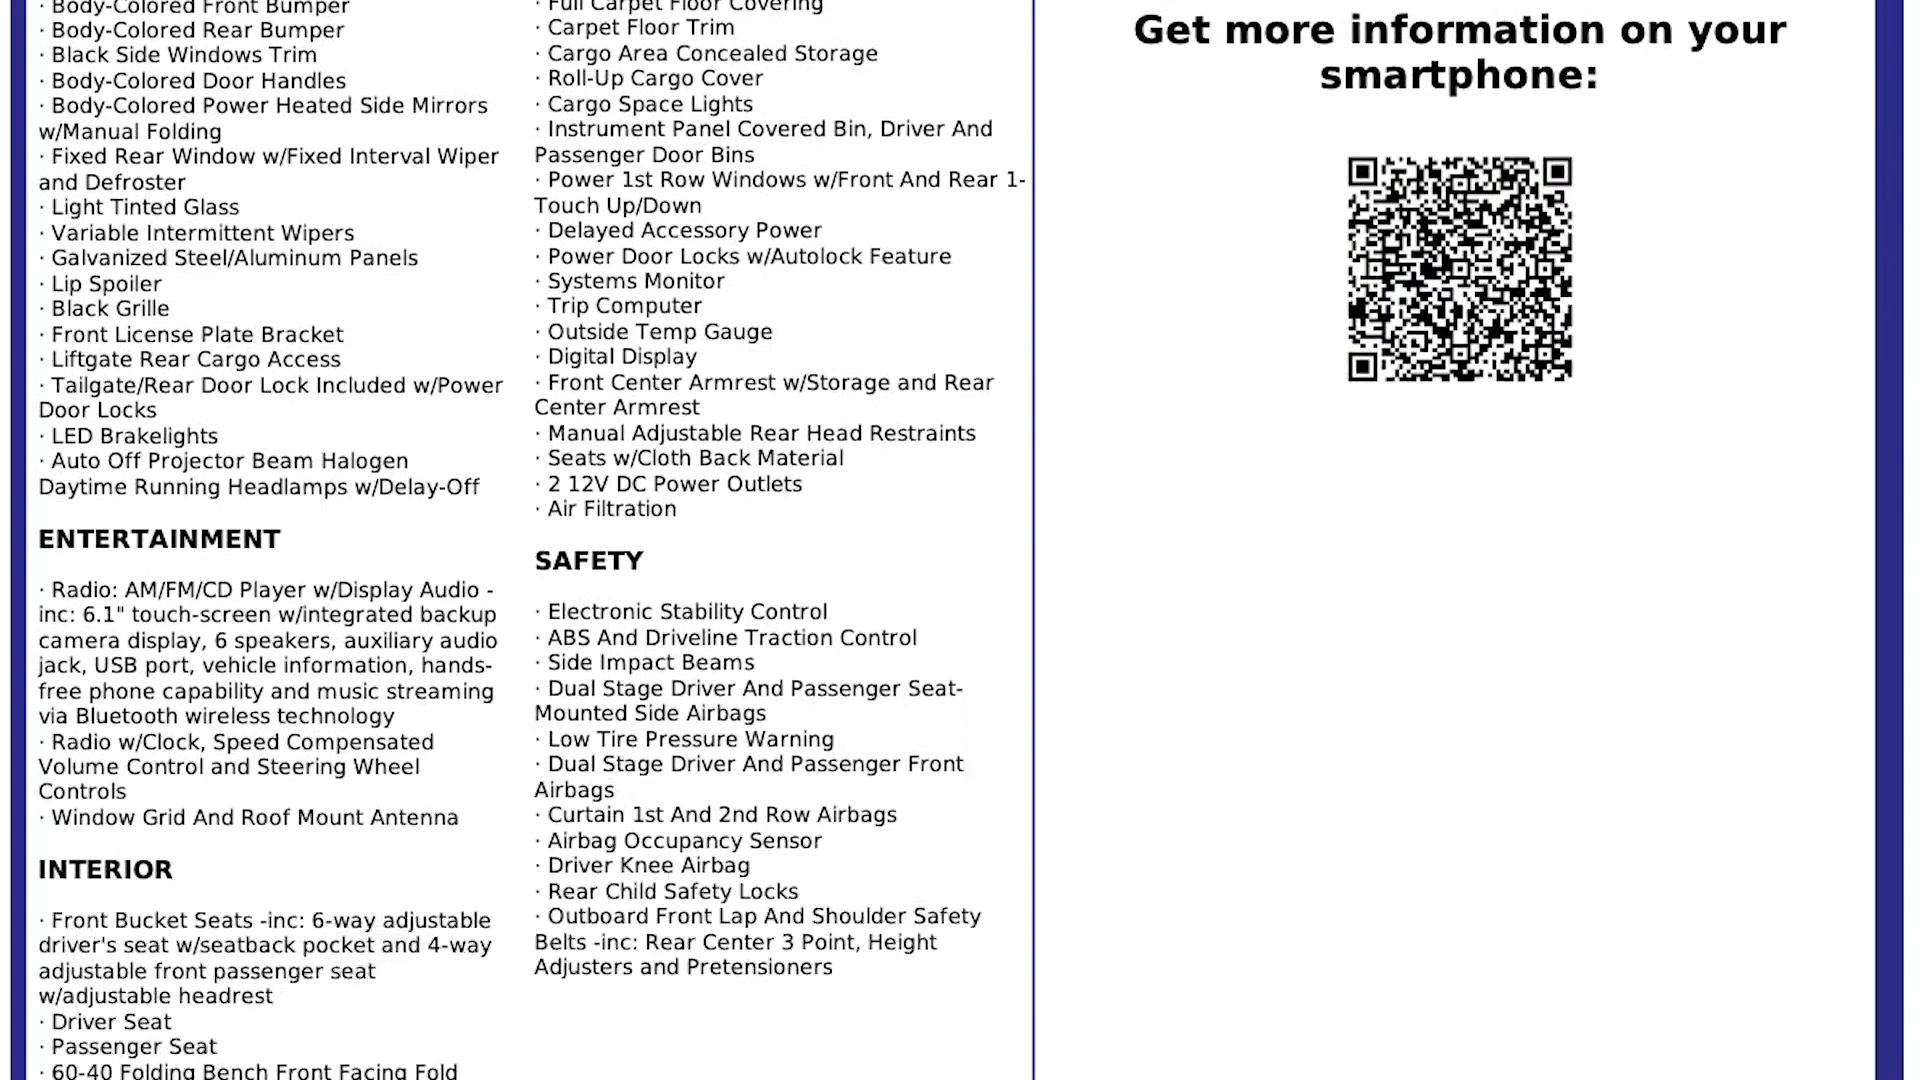 · Body-Colored Front Bumper
· Body-Colored Rear Bumper
· Black Side Windows Trim
· Body-Colored Door Handles
· Body-Colored Power Heated Side Mirrors
w/Manual Folding
· Fixed Rear Window w/Fixed Interval Wiper
and Defroster
· Light Tinted Glass
· Variable Intermittent Wipers
· Galvanized Steel/Aluminum Panels
· Lip Spoiler
· Black Grille
· Front License Plate Bracket
· Liftgate Rear Cargo Access
· Tailgate/Rear Door Lock Included w/Power
Door Locks
· LED Brakelights
· Auto Off Projector Beam Halogen
Daytime Running Headlamps w/Delay-Off
ENTERTAINMENT
· Radio: AM/FM/CD Player w/Display Audio -
inc: 6.1" touch-screen w/integrated backup
camera display, 6 speakers, auxiliary audio
jack, USB port, vehicle information, hands-
free phone capability and music streaming
via Bluetooth wireless technology
· Radio w/Clock, Speed Compensated
Volume Control and Steering Wheel
Controls
· Window Grid And Roof Mount Antenna
INTERIOR
· Front Bucket Seats -inc: 6-way adjustable
driver's seat w/seatback pocket and 4-way
adjustable front passenger seat
w/adjustable headrest
· Driver Seat
· Passenger Seat
· 60-40 Folding Bench Front Facing Fold
· Full Carpet Floor Covering
· Carpet Floor Trim
· Cargo Area Concealed Storage
· Roll-Up Cargo Cover
· Cargo Space Lights
· Instrument Panel Covered Bin, Driver And
Passenger Door Bins
· Power 1st Row Windows w/Front And Rear 1-
Touch Up/Down
· Delayed Accessory Power
· Power Door Locks w/Autolock Feature
· Systems Monitor
· Trip Computer
· Outside Temp Gauge
· Digital Display
· Front Center Armrest w/Storage and Rear
Center Armrest
· Manual Adjustable Rear Head Restraints
· Seats w/Cloth Back Material
· 2 12V DC Power Outlets
· Air Filtration
SAFETY
· Electronic Stability Control
· ABS And Driveline Traction Control
· Side Impact Beams
· Dual Stage Driver And Passenger Seat-
Mounted Side Airbags
· Low Tire Pressure Warning
· Dual Stage Driver And Passenger Front
Airbags
· Curtain 1st And 2nd Row Airbags
· Airbag Occupancy Sensor
· Driver Knee Airbag
· Rear Child Safety Locks
· Outboard Front Lap And Shoulder Safety
Belts -inc: Rear Center 3 Point, Height
Adjusters and Pretensioners
Get more information on your
smartphone: